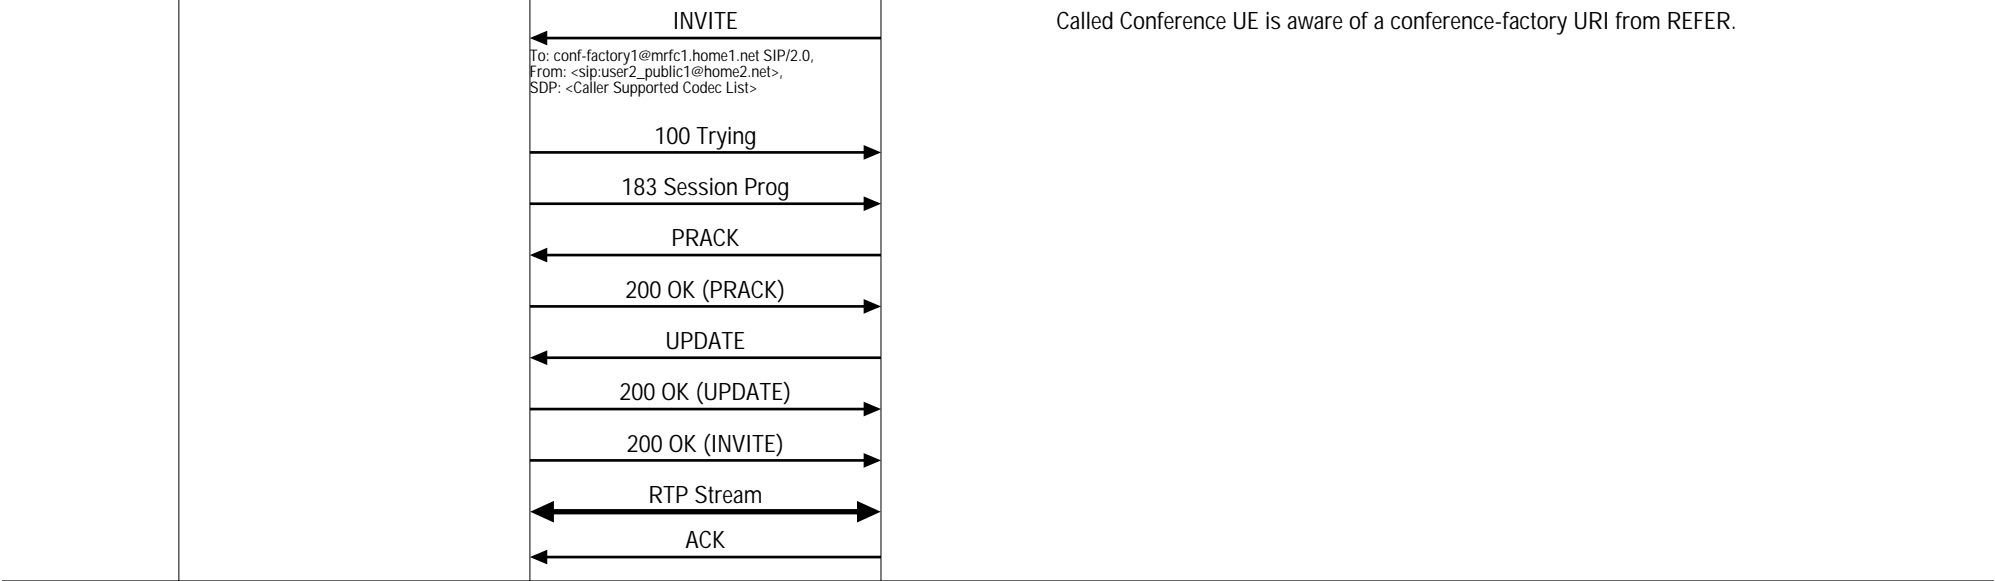 INVITE
Called Conference UE is aware of a conference-factory URI from REFER.
To: conf-factory1@mrfc1.home1.net SIP/2.0,
From: <sip:user2_public1@home2.net>,
SDP: <Caller Supported Codec List>
100 Trying
183 Session Prog
PRACK
200 OK (PRACK)
UPDATE
200 OK (UPDATE)
200 OK (INVITE)
RTP Stream
ACK